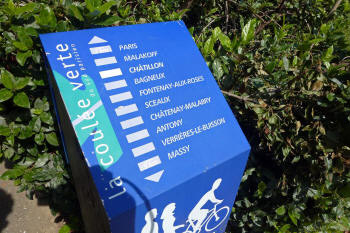 la coulée verte
PARIS
MALAKOFF
CHÂTILLON
BAGNEUX
FONTENAY-AUX-ROSES
SCEAUX
CHÂTENAY-MALABRY
ANTONY
VERRIÈRES-LE-BUISSON
MASSY